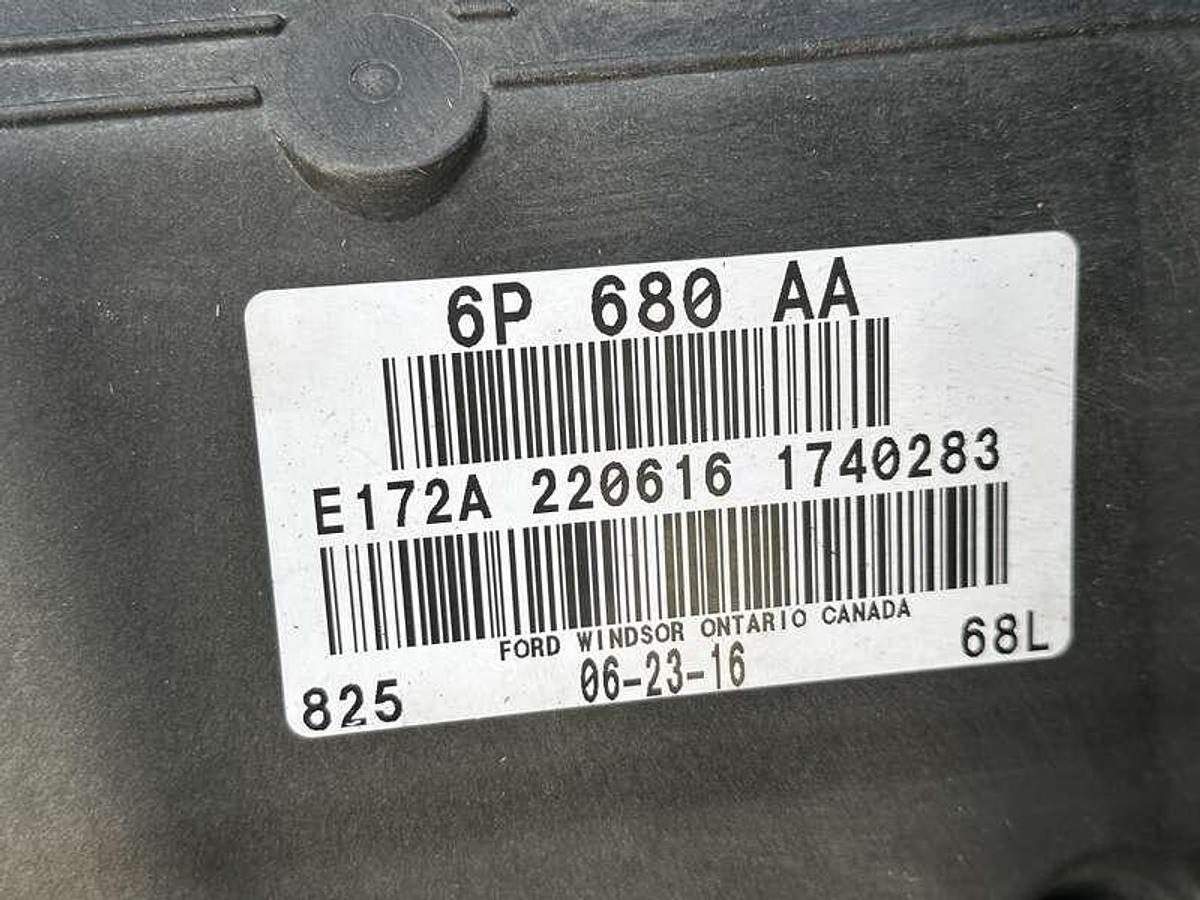 6P 680 AA
E172A 220616 1740283
FORD WINDSOR ONTARIO CANADA
825 06-23-16 68L